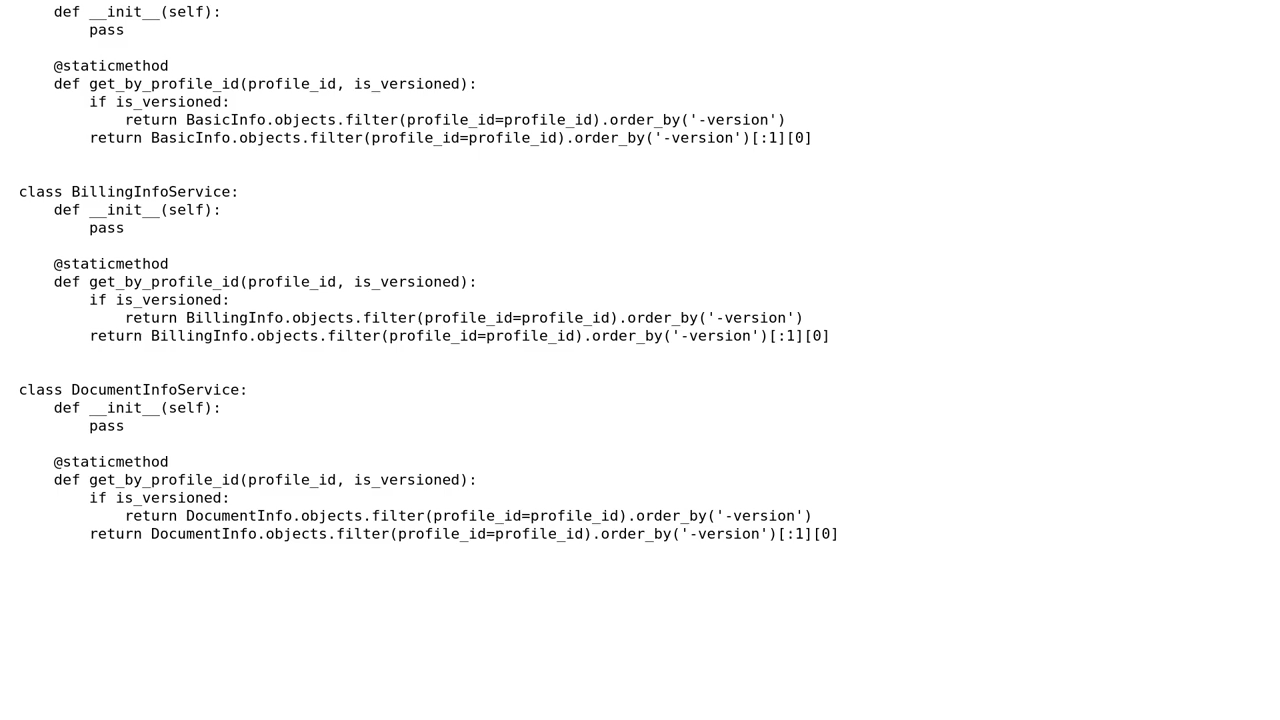 def __init__(self):
        pass

    @staticmethod
    def get_by_profile_id(profile_id, is_versioned):
        if is_versioned:
            return BasicInfo.objects.filter(profile_id=profile_id).order_by('-version')
        return BasicInfo.objects.filter(profile_id=profile_id).order_by('-version')[:1][0]


class BillingInfoService:
    def __init__(self):
        pass

    @staticmethod
    def get_by_profile_id(profile_id, is_versioned):
        if is_versioned:
            return BillingInfo.objects.filter(profile_id=profile_id).order_by('-version')
        return BillingInfo.objects.filter(profile_id=profile_id).order_by('-version')[:1][0]


class DocumentInfoService:
    def __init__(self):
        pass

    @staticmethod
    def get_by_profile_id(profile_id, is_versioned):
        if is_versioned:
            return DocumentInfo.objects.filter(profile_id=profile_id).order_by('-version')
        return DocumentInfo.objects.filter(profile_id=profile_id).order_by('-version')[:1][0]